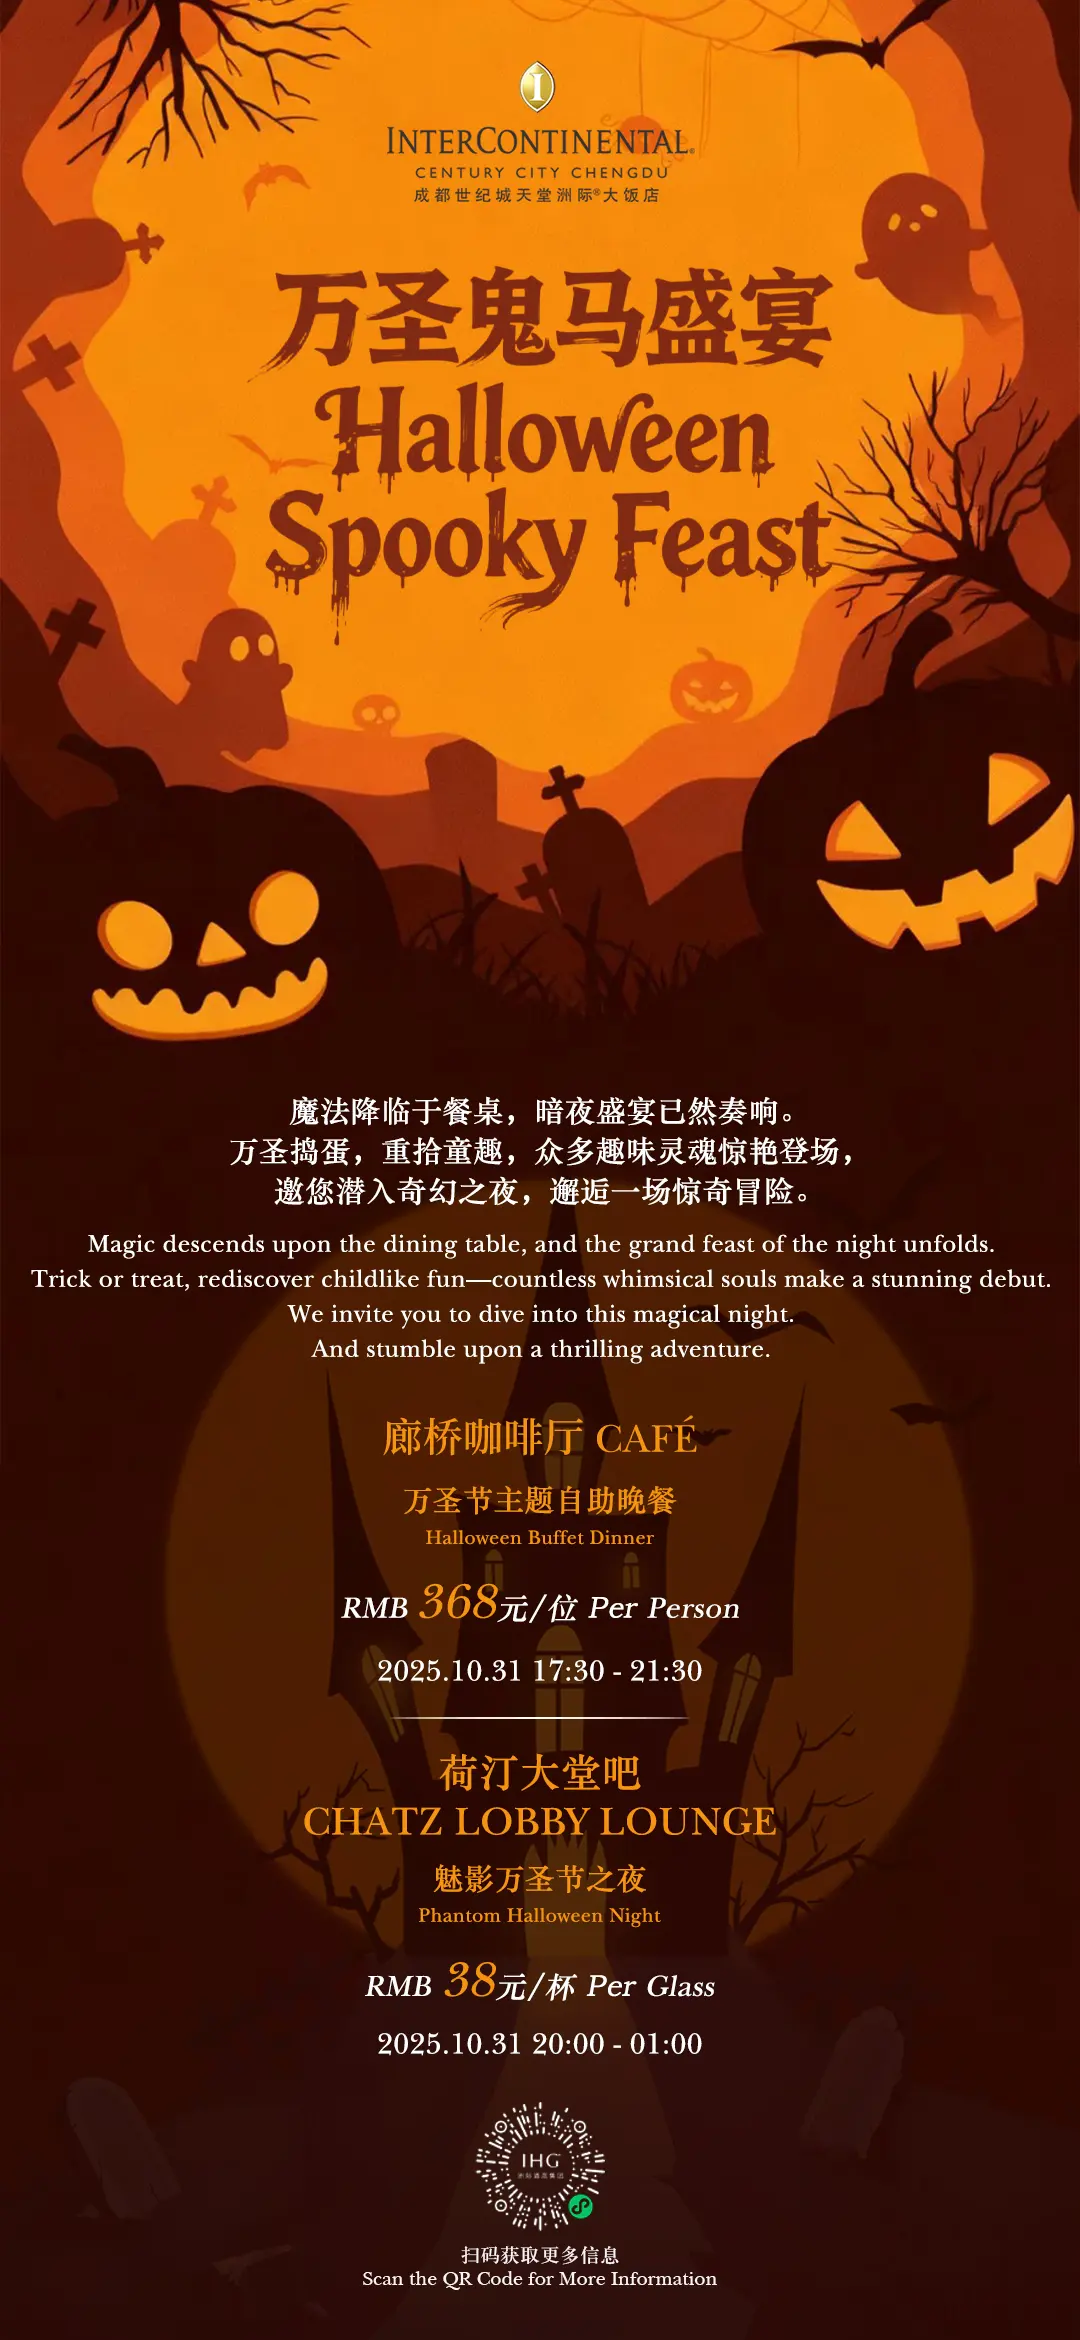 I
INTERCONTINENTAL®
CENTURY CITY CHENGDU
成都世纪城天堂洲际®大饭店
万圣鬼马盛宴
Halloween
Spooky Feast
魔法降临于餐桌，暗夜盛宴已然奏响。
万圣捣蛋，重拾童趣，众多趣味灵魂惊艳登场，
邀您潜入奇幻之夜，邂逅一场惊奇冒险。
Magic descends upon the dining table, and the grand feast of the night unfolds.
Trick or treat, rediscover childlike fun—countless whimsical souls make a stunning debut.
We invite you to dive into this magical night.
And stumble upon a thrilling adventure.
廊桥咖啡厅 CAFÉ
万圣节主题自助晚餐
Halloween Buffet Dinner
RMB 368元/位 Per Person
2025.10.31 17:30 - 21:30
荷汀大堂吧
CHATZ LOBBY LOUNGE
魅影万圣节之夜
Phantom Halloween Night
RMB 38元/杯 Per Glass
2025.10.31 20:00 - 01:00
IHG
洲际酒店集团
扫码获取更多信息
Scan the QR Code for More Information